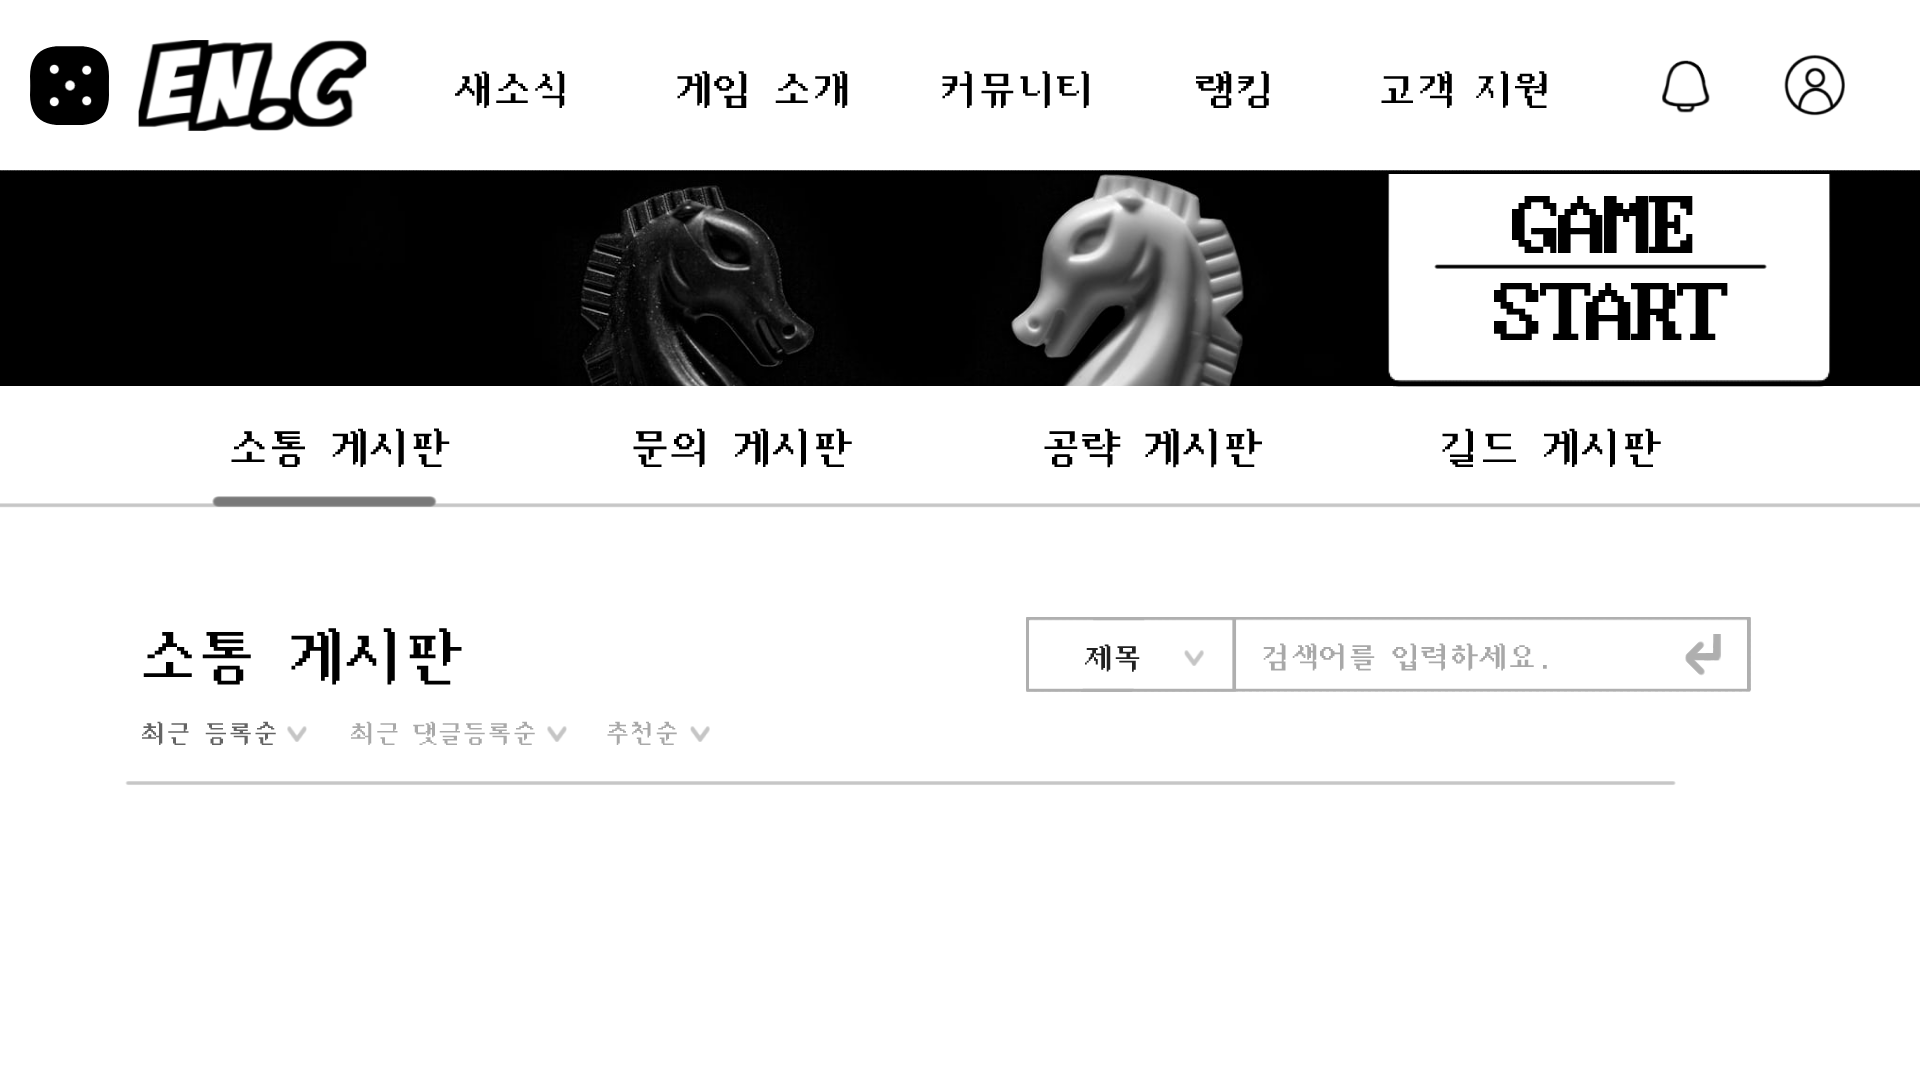 EN.C
새소식 게임 소개 커뮤니티 랭킹 고객 지원
GAME
START
소통 게시판 문의 게시판 공략 게시판 길드 게시판
소통 게시판
제목 검색어를 입력하세요.
최근 등록순 최근 댓글등록순 추천순